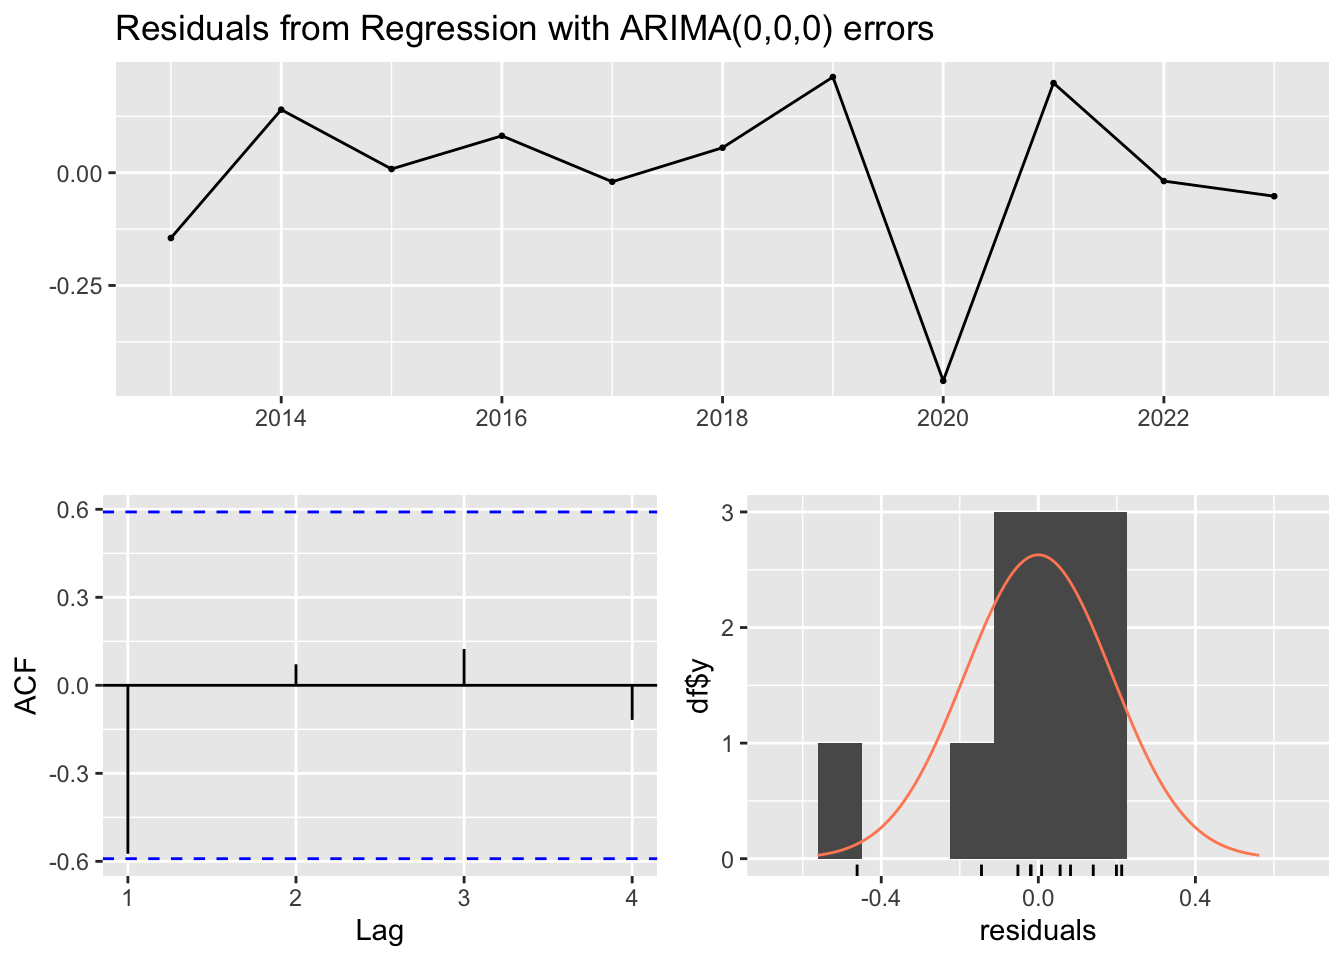 Residuals from Regression with ARIMA(0,0,0) errors
0.00
-0.25
2014 2016 2018 2020 2022
ACF
0.6
0.3
0.0
-0.3
-0.6
1 2 3 4
Lag
df$y
3
2
1
0
-0.4 0.0 0.4
residuals